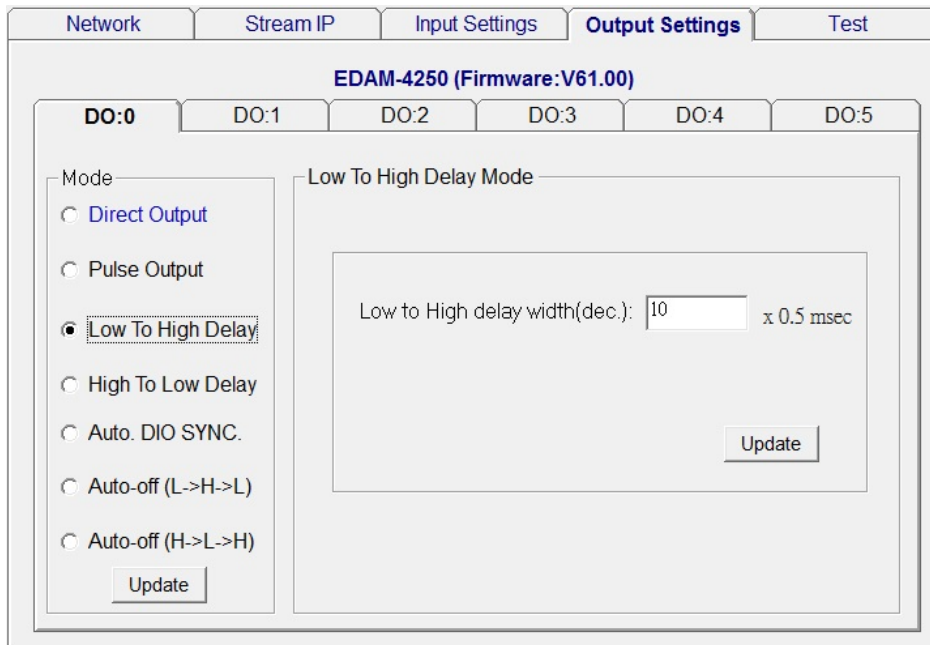 Network Stream IP Input Settings Output Settings Test
EDAM-4250 (Firmware:V61.00)
DO:0 DO:1 DO:2 DO:3 DO:4 DO:5
Mode
Direct Output
Pulse Output
Low To High Delay
High To Low Delay
Auto. DIO SYNC.
Auto-off (L->H->L)
Auto-off (H->L->H)
Update
Low To High Delay Mode
Low to High delay width(dec.): 10 x 0.5 msec
Update